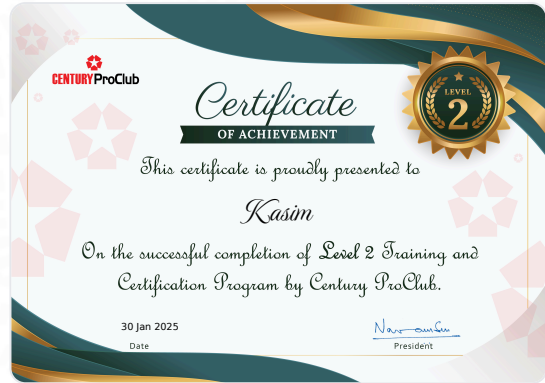 CENTURY ProClub
Certificate
OF ACHIEVEMENT
LEVEL
2
This certificate is proudly presented to
Kasim
On the successful completion of Level 2 Training and
Certification Program by Century ProClub.
30 Jan 2025
Date
President